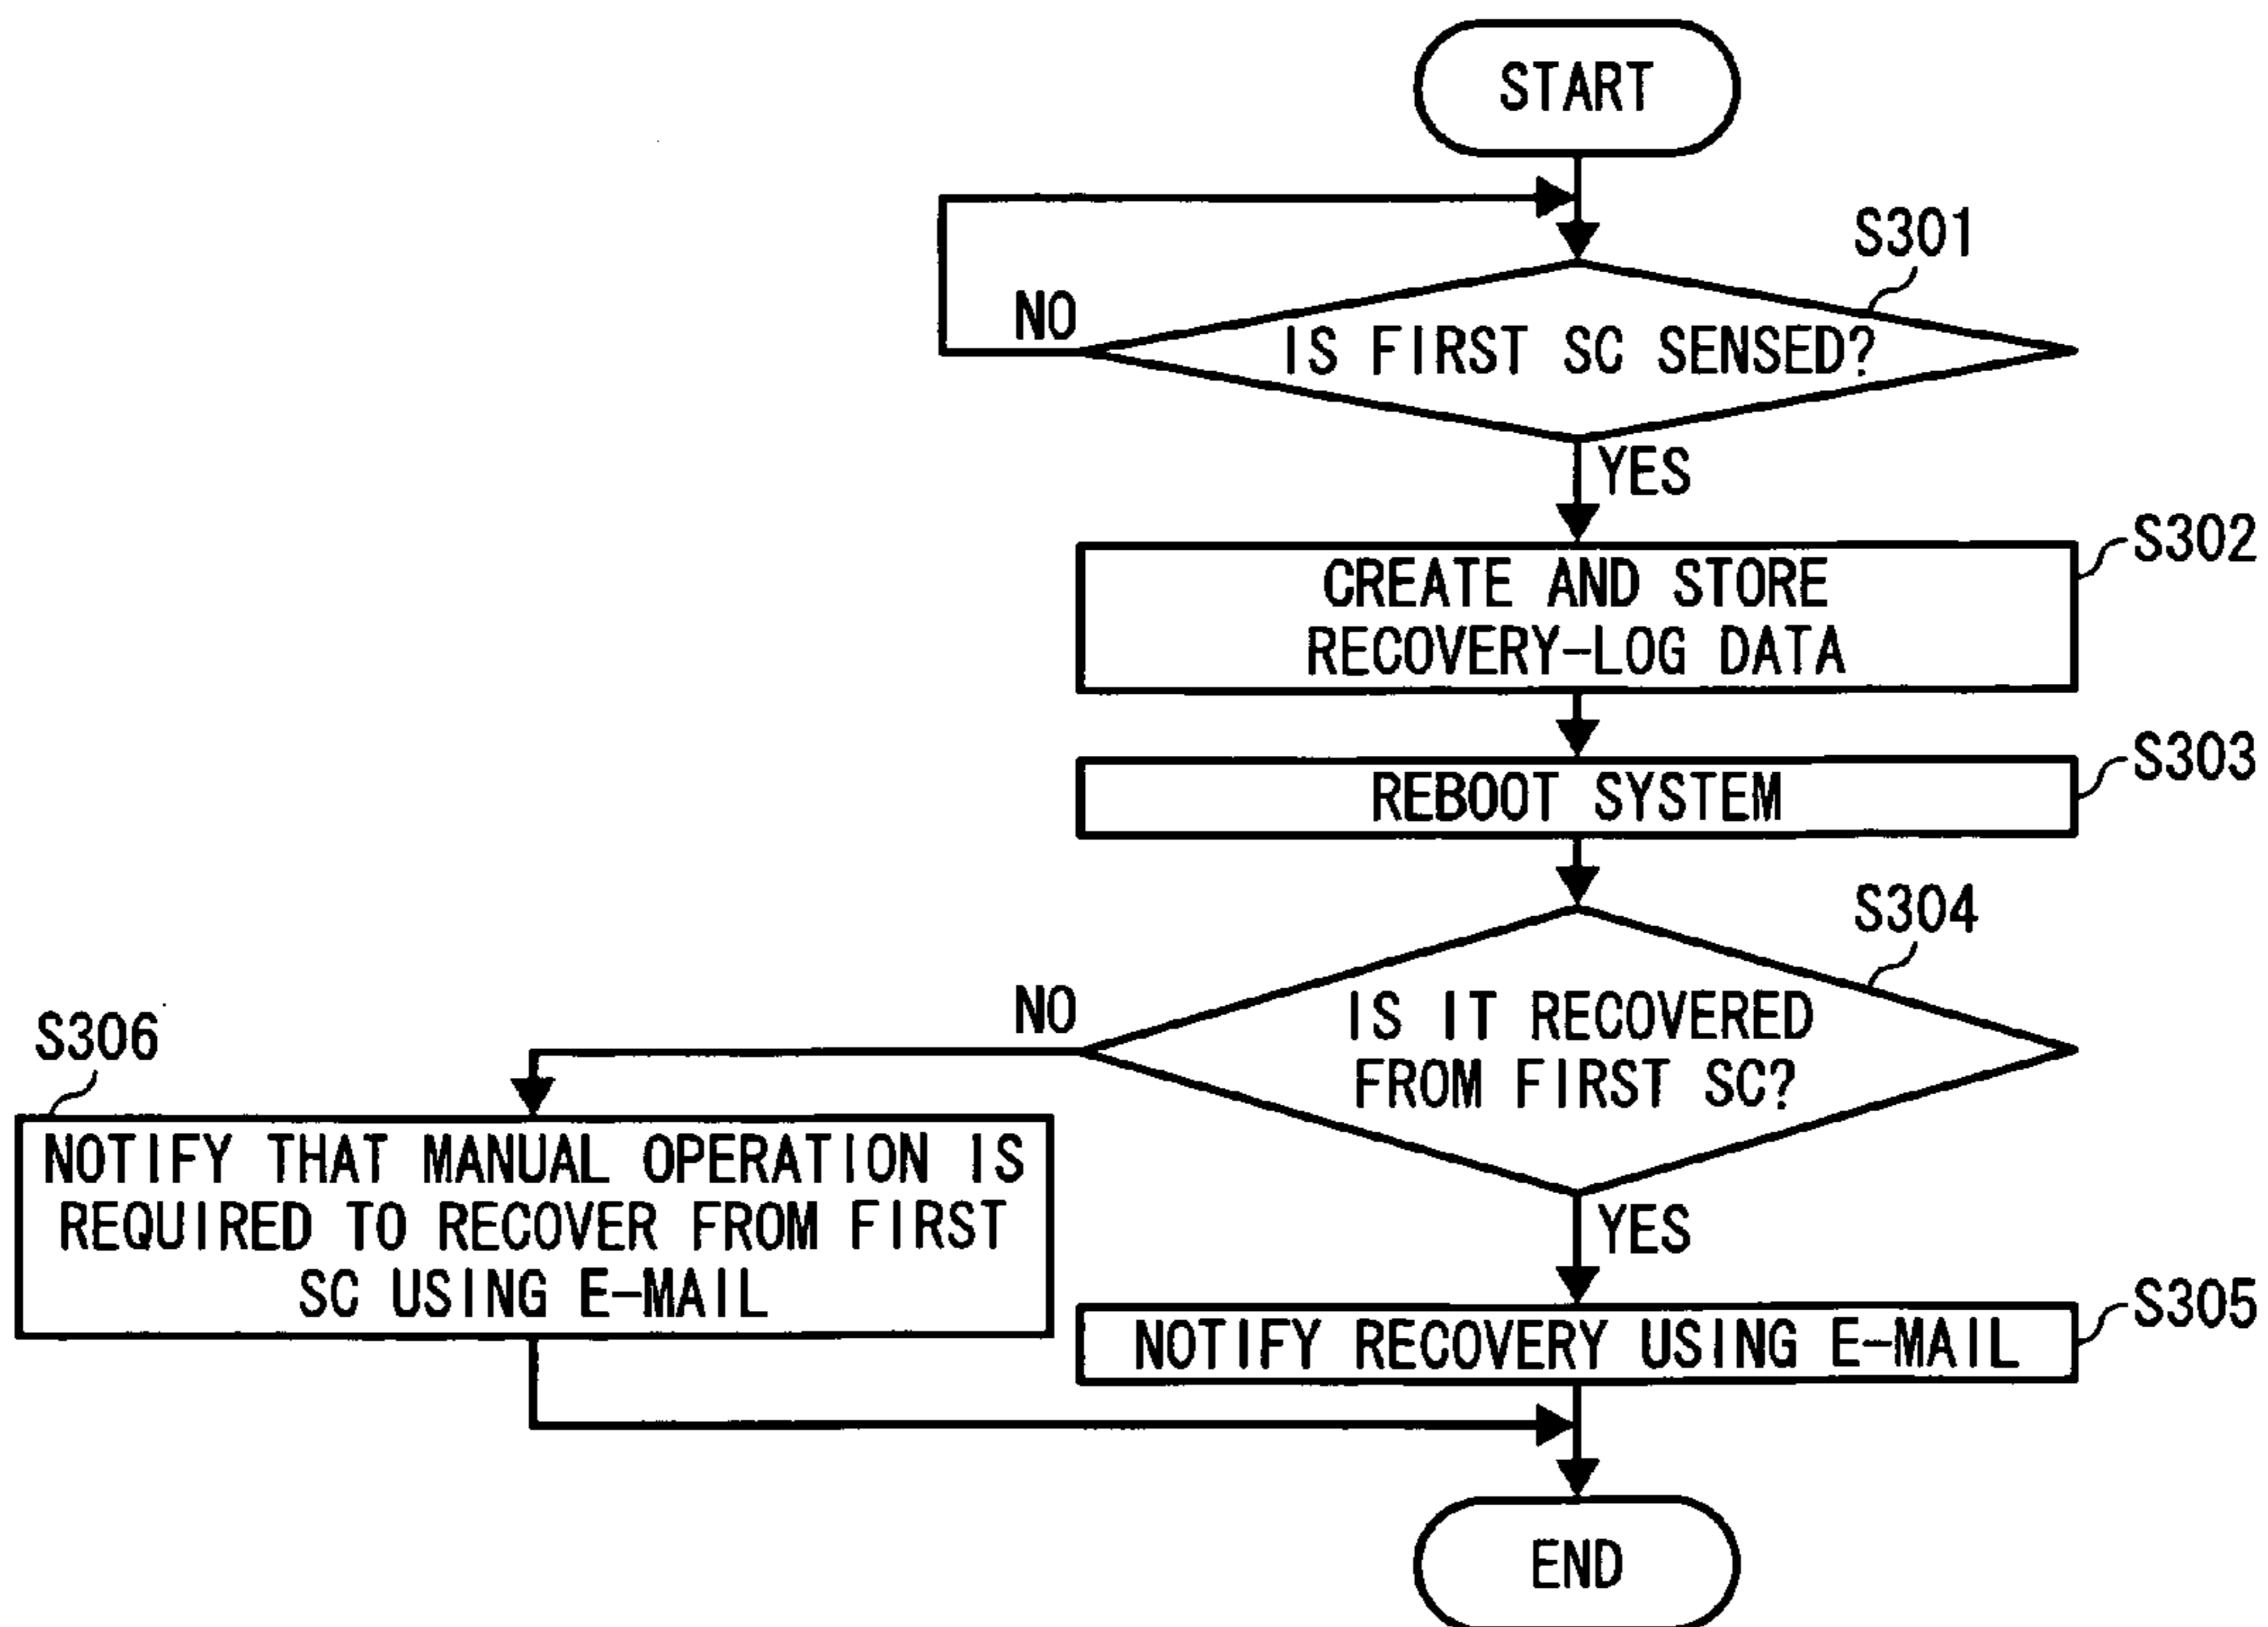 START
S301
NO
IS FIRST SC SENSED?
YES
S302
CREATE AND STORE
RECOVERY-LOG DATA
S303
REBOOT SYSTEM
S304
NO
IS IT RECOVERED
FROM FIRST SC?
S306
NOTIFY THAT MANUAL OPERATION IS
REQUIRED TO RECOVER FROM FIRST
SC USING E-MAIL
YES
S305
NOTIFY RECOVERY USING E-MAIL
END